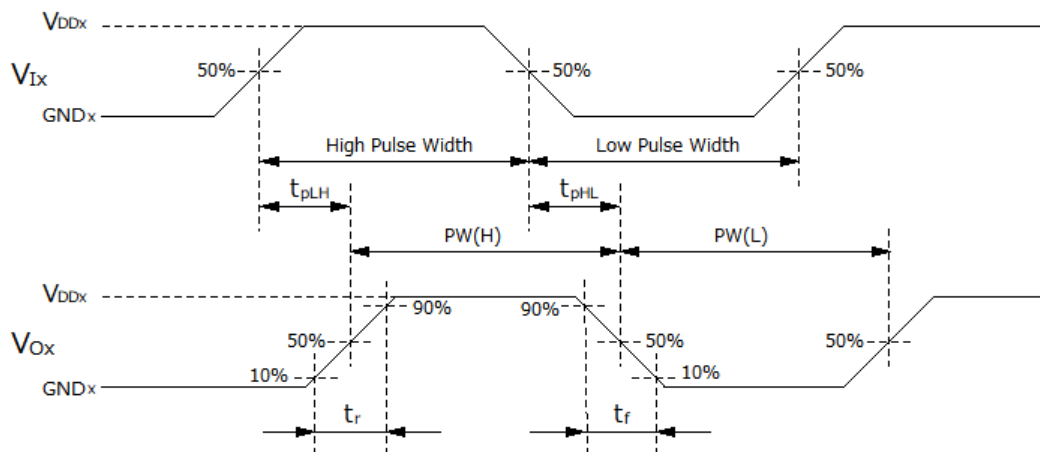 VDDx
VIx
50%
50%
50%
GNDx
High Pulse Width
Low Pulse Width
tpLH
tpHL
PW(H)
PW(L)
VDDx
90%
90%
VOx
50%
50%
50%
10%
10%
GNDx
tr
tf